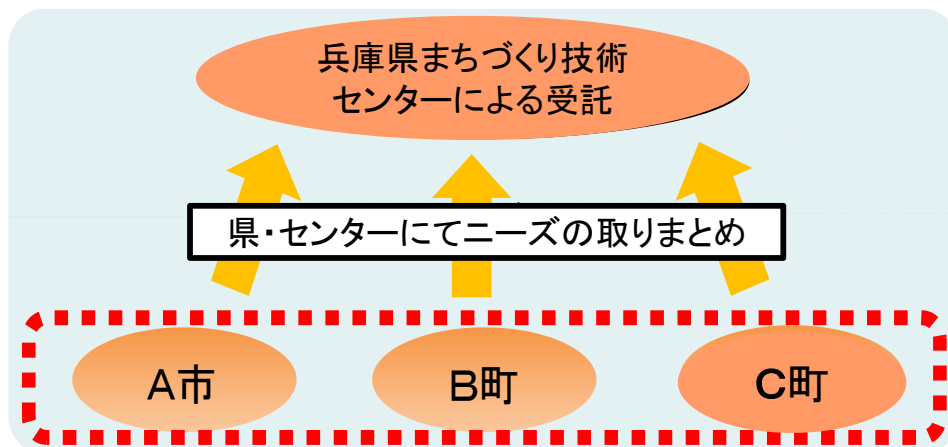 兵庫県まちづくり技術
センターによる受託
県・センターにてニーズの取りまとめ
A市
B町
C町